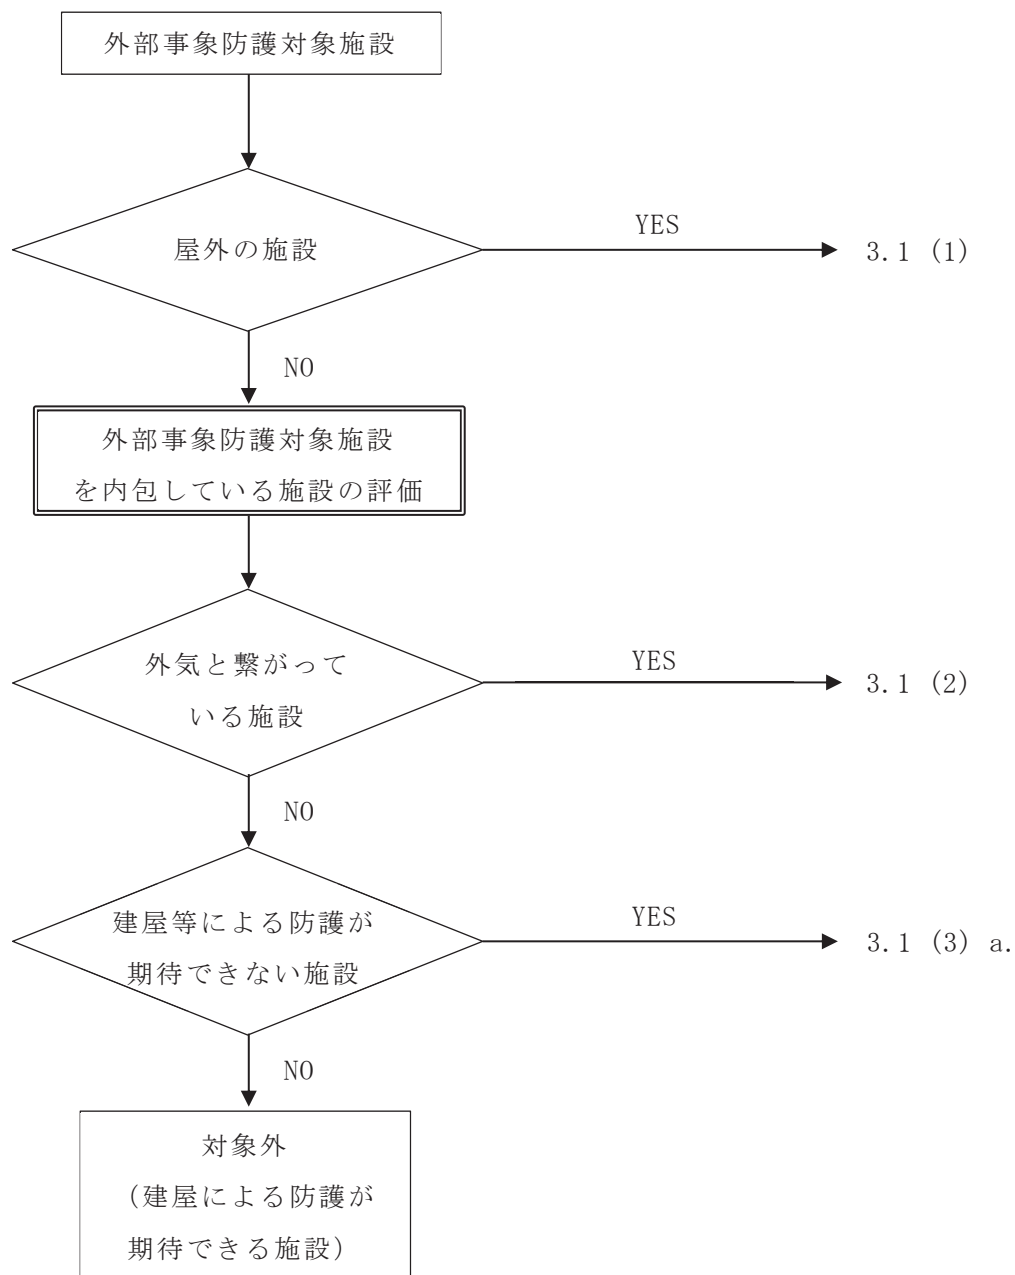 外部事象防護対象施設
屋外の施設
YES
3.1 (1)
NO
外部事象防護対象施設
を内包している施設の評価
外気と繋がって
いる施設
YES
3.1 (2)
NO
建屋等による防護が
期待できない施設
YES
3.1 (3) a.
NO
対象外
(建屋による防護が
期待できる施設)